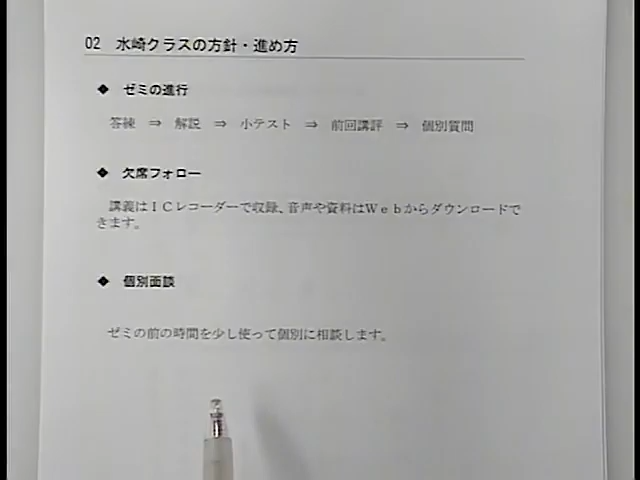 02 水崎クラスの方針・進め方
◆ ゼミの進行
答練 ⇒ 解説 ⇒ 小テスト ⇒ 前回講評 ⇒ 個別質問
◆ 欠席フォロー
講義はＩＣレコーダーで収録、音声や資料はＷｅｂからダウンロードで
きます。
◆ 個別面談
ゼミの前の時間を少し使って個別に相談します。